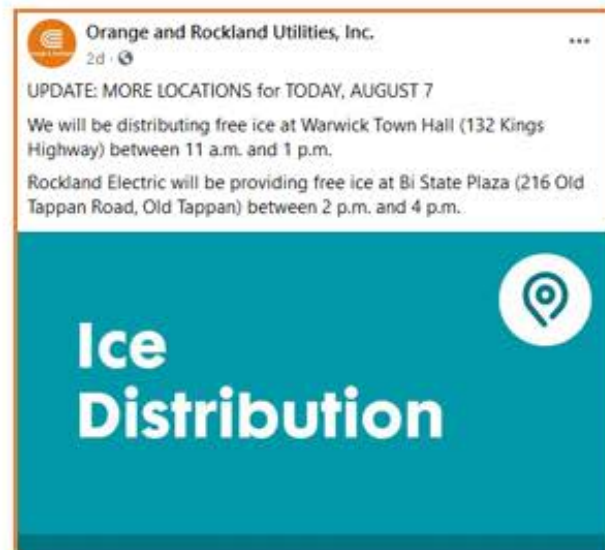 Orange and Rockland Utilities, Inc.
2d ·
UPDATE: MORE LOCATIONS for TODAY, AUGUST 7
We will be distributing free ice at Warwick Town Hall (132 Kings
Highway) between 11 a.m. and 1 p.m.
Rockland Electric will be providing free ice at Bi State Plaza (216 Old
Tappan Road, Old Tappan) between 2 p.m. and 4 p.m.
Ice
Distribution